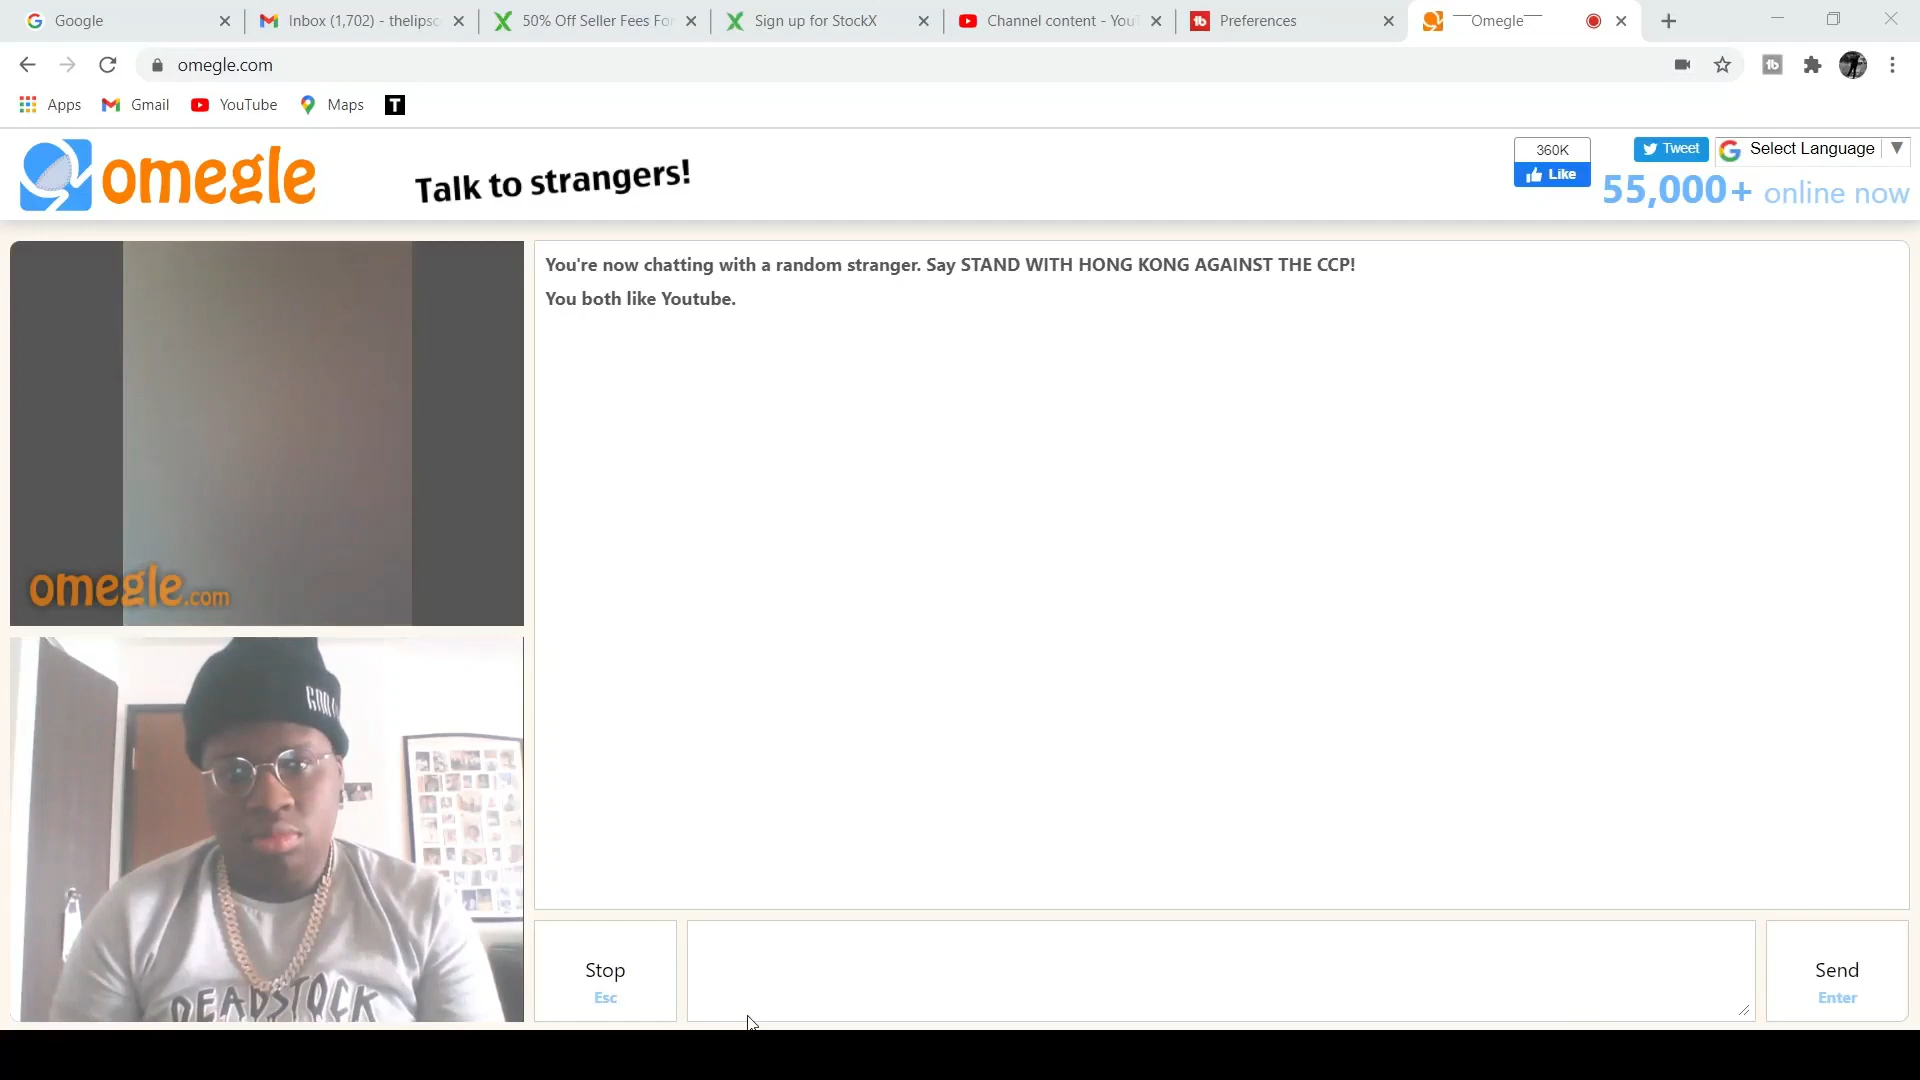 Google
Inbox (1,702) - thelipsc
50% Off Seller Fees Fo
Sign up for StockX
Channel content - YouT
Preferences
Omegle
omegle.com
Apps
Gmail
YouTube
Maps
T
omegle
Talk to strangers!
360K
Like
Tweet
G Select Language ▼
55,000+ online now
You're now chatting with a random stranger. Say STAND WITH HONG KONG AGAINST THE CCP!
You both like Youtube.
omegle.com
DEADSTOCK
Stop
Esc
Send
Enter